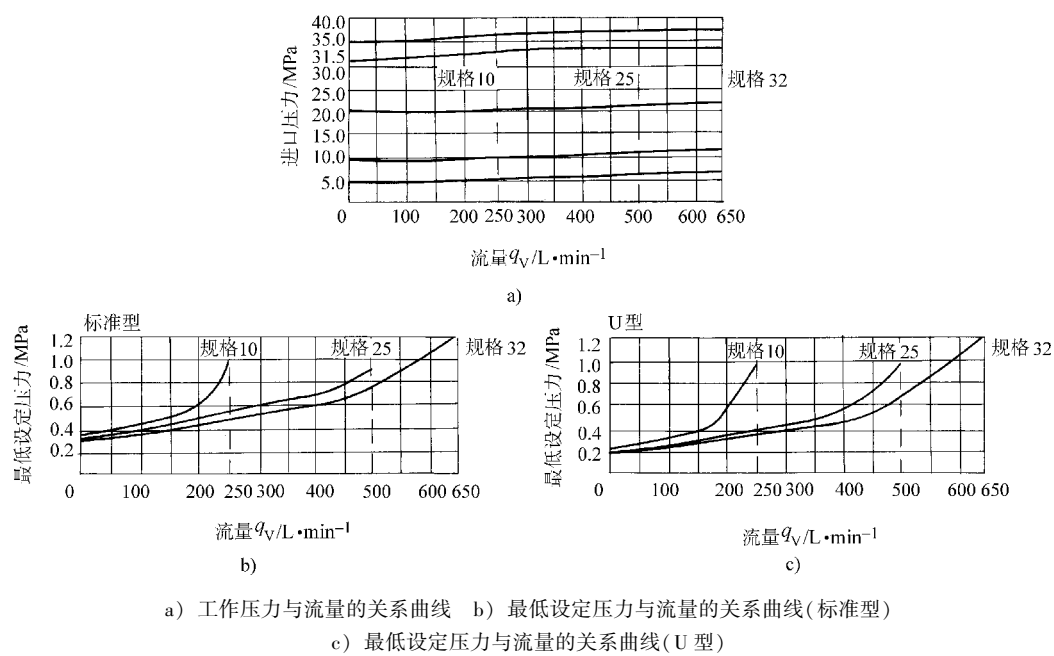 进口压力/MPa
40.0
35.0
31.5
30.0
25.0
20.0
15.0
10.0
5.0
规格10
规格25
规格32
0 100 200 250 300 400 500 600 650
流量qV/L•min⁻¹
a)
标准型
最低设定压力/MPa
1.2
1.0
0.8
0.6
0.4
0.2
规格10
规格25
规格32
0 100 200 250 300 400 500 600 650
流量qV/L•min⁻¹
b)
U型
最低设定压力/MPa
1.2
1.0
0.8
0.6
0.4
0.2
规格10
规格25
规格32
0 100 200 250 300 400 500 600 650
流量qV/L•min⁻¹
c)
a) 工作压力与流量的关系曲线 b) 最低设定压力与流量的关系曲线(标准型)
c) 最低设定压力与流量的关系曲线(U 型)